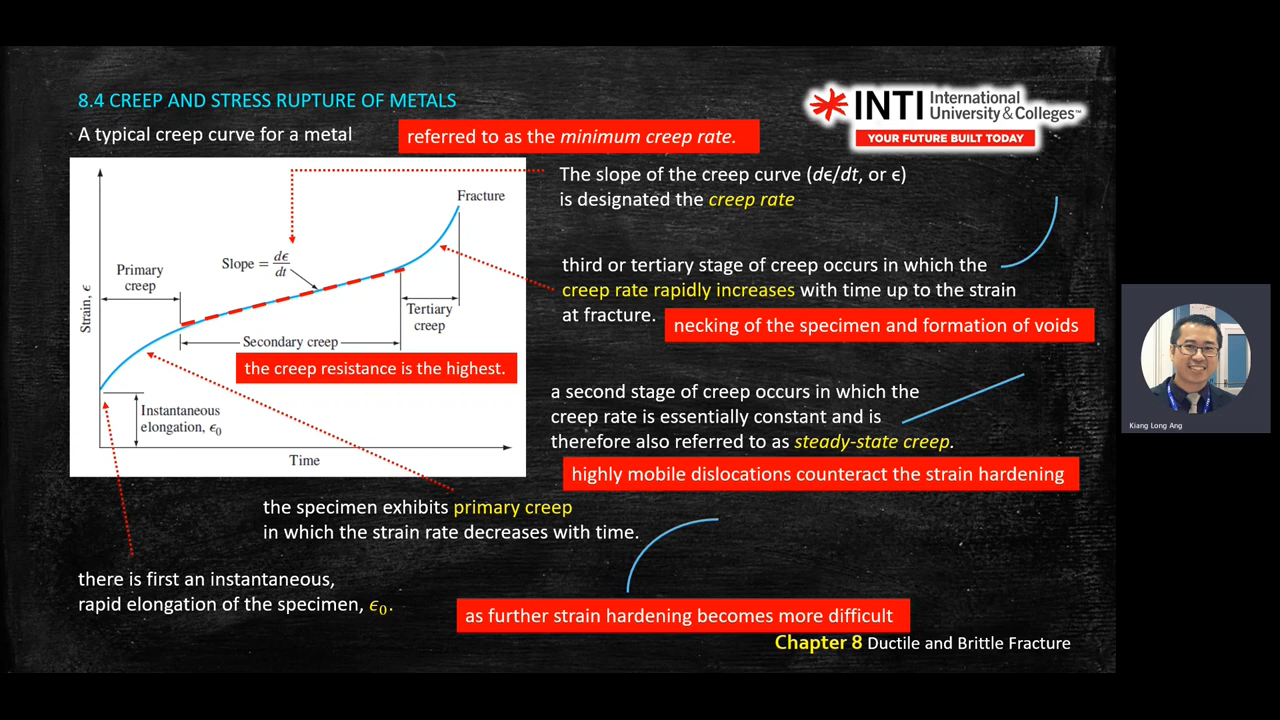 8.4 CREEP AND STRESS RUPTURE OF METALS
INTI International
University & Colleges™
YOUR FUTURE BUILT TODAY
A typical creep curve for a metal
referred to as the minimum creep rate.
The slope of the creep curve (dϵ/dt, or ϵ)
is designated the creep rate
Fracture
Slope = dϵ/dt
Primary
creep
Strain, ϵ
Tertiary
creep
Secondary creep
the creep resistance is the highest.
Instantaneous
elongation, ϵ₀
Time
third or tertiary stage of creep occurs in which the
creep rate rapidly increases with time up to the strain
at fracture.
necking of the specimen and formation of voids
a second stage of creep occurs in which the
creep rate is essentially constant and is
therefore also referred to as steady-state creep.
highly mobile dislocations counteract the strain hardening
the specimen exhibits primary creep
in which the strain rate decreases with time.
there is first an instantaneous,
rapid elongation of the specimen, ϵ₀.
as further strain hardening becomes more difficult
Chapter 8 Ductile and Brittle Fracture
Kiang Long Ang